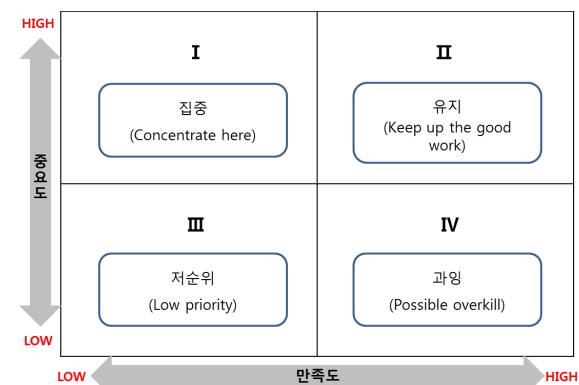 HIGH
I
II
집중
(Concentrate here)
유지
(Keep up the good
work)
중요도
III
IV
저순위
(Low priority)
과잉
(Possible overkill)
LOW
LOW
만족도
HIGH